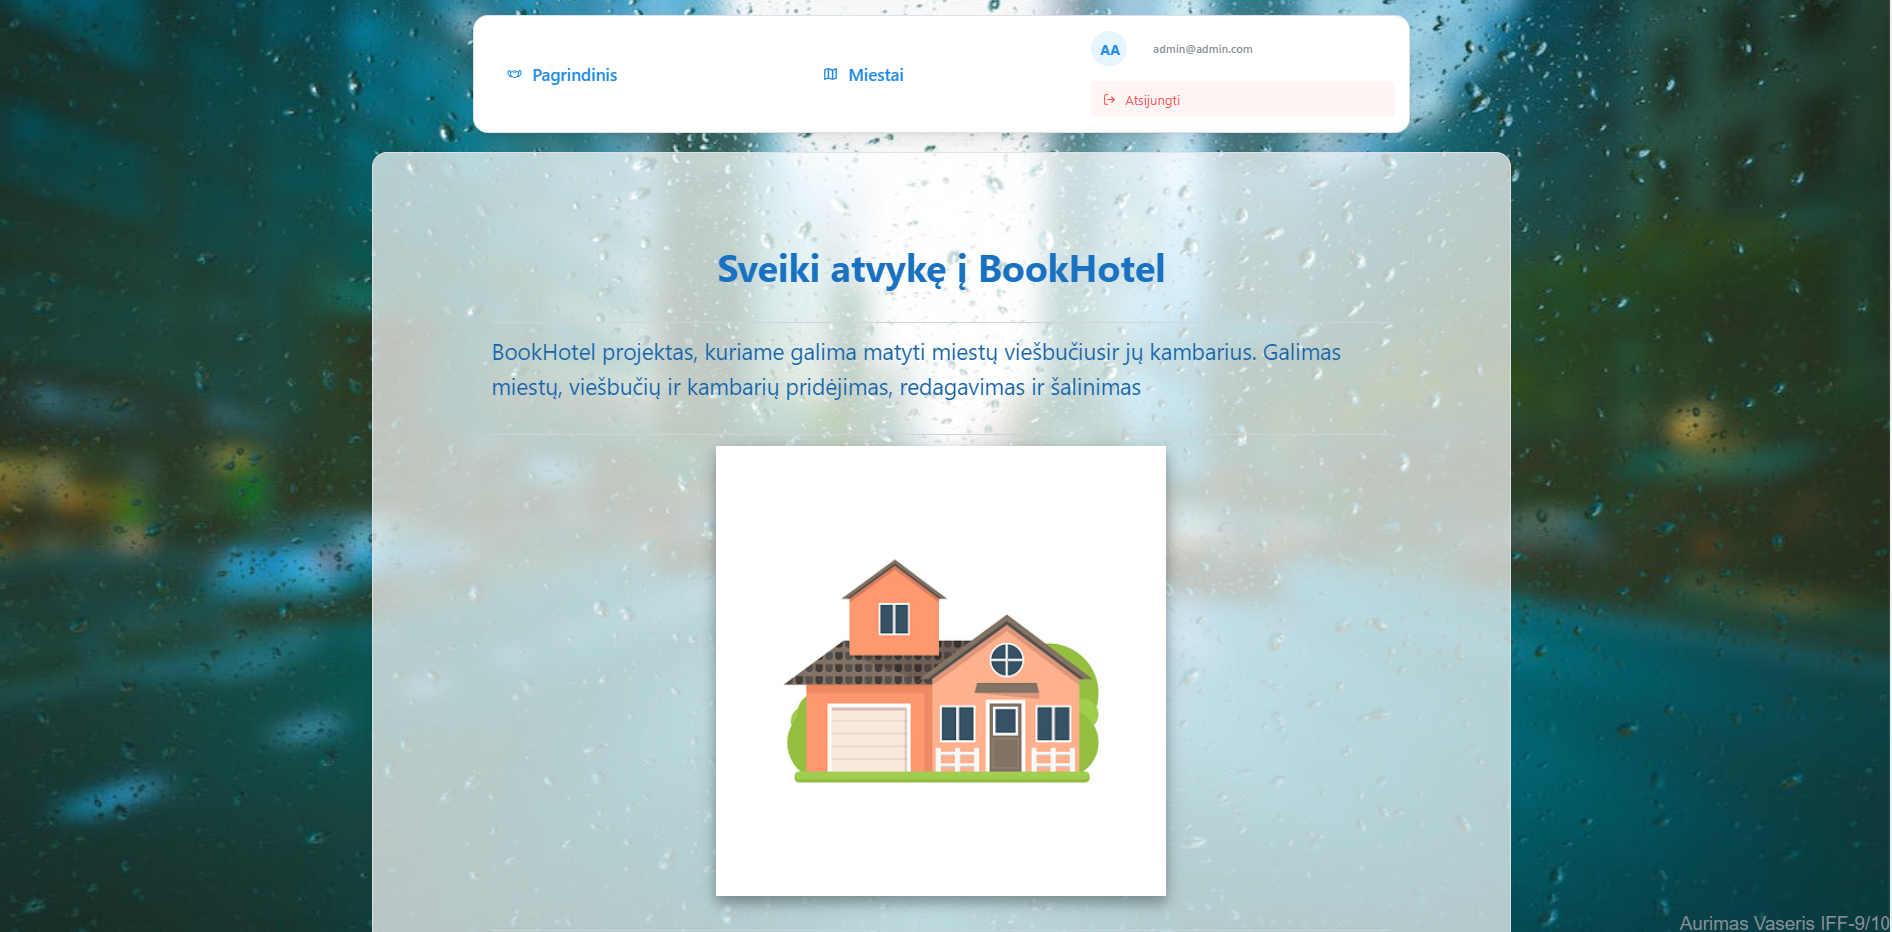 Pagrindinis
Miestai
AA
admin@admin.com
Atsijungti
Sveiki atvykę į BookHotel
BookHotel projektas, kuriame galima matyti miestų viešbučiusir jų kambarius. Galimas
miestų, viešbučių ir kambarių pridėjimas, redagavimas ir šalinimas
Aurimas Vaseris IFF-9/10